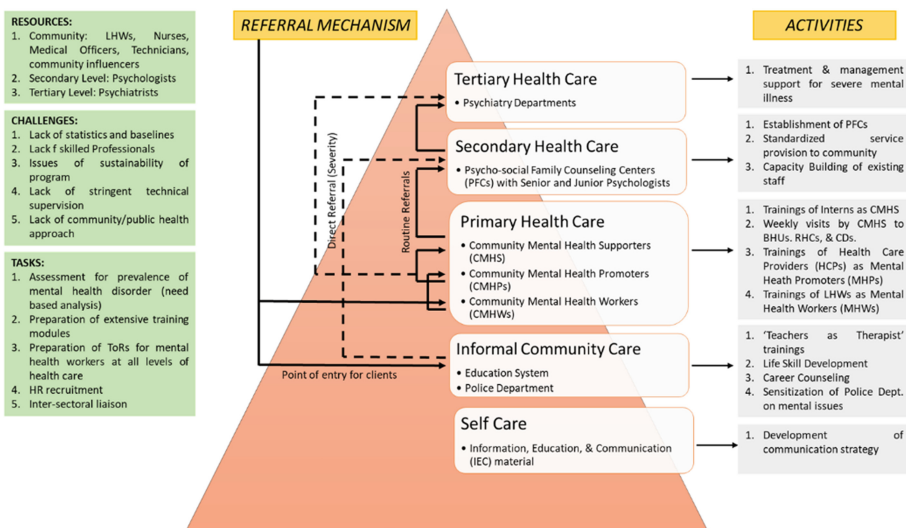 RESOURCES:
1. Community: LHWs, Nurses,
Medical Officers, Technicians,
community influencers
2. Secondary Level: Psychologists
3. Tertiary Level: Psychiatrists
CHALLENGES:
1. Lack of statistics and baselines
2. Lack f skilled Professionals
3. Issues of sustainability of
program
4. Lack of stringent technical
supervision
5. Lack of community/public health
approach
TASKS:
1. Assessment for prevalence of
mental health disorder (need
based analysis)
2. Preparation of extensive training
modules
3. Preparation of ToRs for mental
health workers at all levels of
health care
4. HR recruitment
5. Inter-sectoral liaison
REFERRAL MECHANISM
Direct Referral (Severity)
Routine Referrals
Point of entry for clients
Tertiary Health Care
• Psychiatry Departments
Secondary Health Care
• Psycho-social Family Counseling Centers
(PFCs) with Senior and Junior Psychologists
Primary Health Care
• Community Mental Health Supporters
(CMHS)
• Community Mental Health Promoters
(CMHPs)
• Community Mental Health Workers
(CMHWs)
Informal Community Care
• Education System
• Police Department
Self Care
• Information, Education, & Communication
(IEC) material
ACTIVITIES
1. Treatment & management
support for severe mental
illness
1. Establishment of PFCs
2. Standardized service
provision to community
3. Capacity Building of existing
staff
1. Trainings of Interns as CMHS
2. Weekly visits by CMHS to
BHUs. RHCs, & CDs.
3. Trainings of Health Care
Providers (HCPs) as Mental
Heath Promoters (MHPs)
4. Trainings of LHWs as Mental
Health Workers (MHWs)
1. ‘Teachers as Therapist’
trainings
2. Life Skill Development
3. Career Counseling
4. Sensitization of Police Dept.
on mental issues
1. Development of
communication strategy